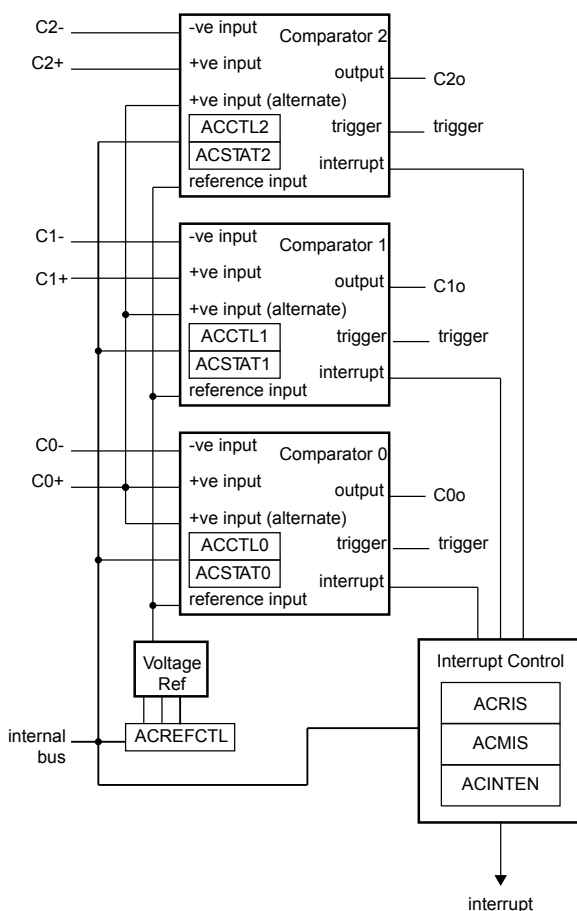 C2-
-ve input
Comparator 2
C2+
+ve input
output
C2o
+ve input (alternate)
ACCTL2
trigger
trigger
ACSTAT2
interrupt
reference input
C1-
-ve input
Comparator 1
C1+
+ve input
output
C1o
+ve input (alternate)
ACCTL1
trigger
trigger
ACSTAT1
interrupt
reference input
C0-
-ve input
Comparator 0
C0+
+ve input
output
C0o
+ve input (alternate)
ACCTL0
trigger
trigger
ACSTAT0
interrupt
reference input
Voltage
Ref
Interrupt Control
ACRIS
internal
bus
ACREFCTL
ACMIS
ACINTEN
interrupt